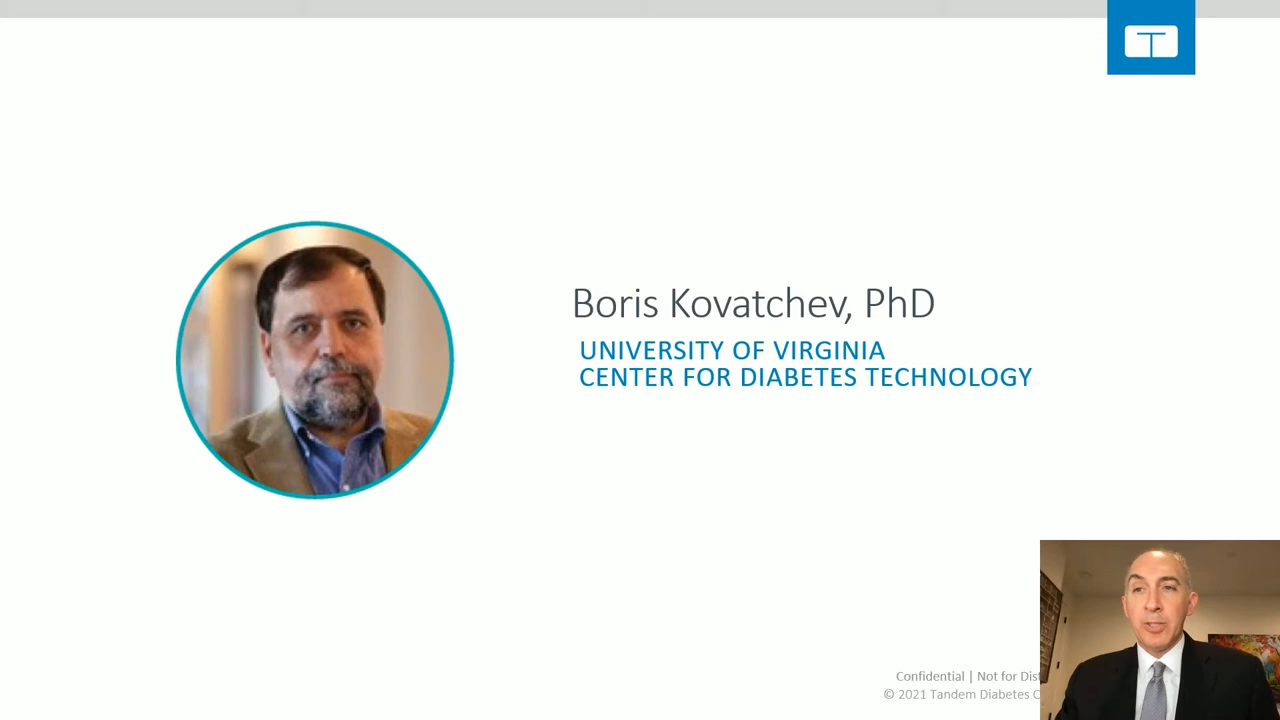 Boris Kovatchev, PhD
UNIVERSITY OF VIRGINIA
CENTER FOR DIABETES TECHNOLOGY
Confidential | Not for
© 2021 Tandem Diabetes